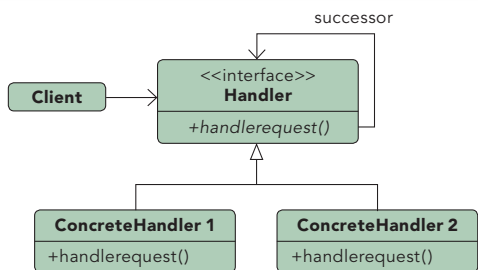 successor
<<interface>>
Handler
Client
+handlerequest()
ConcreteHandler 1
+handlerequest()
ConcreteHandler 2
+handlerequest()